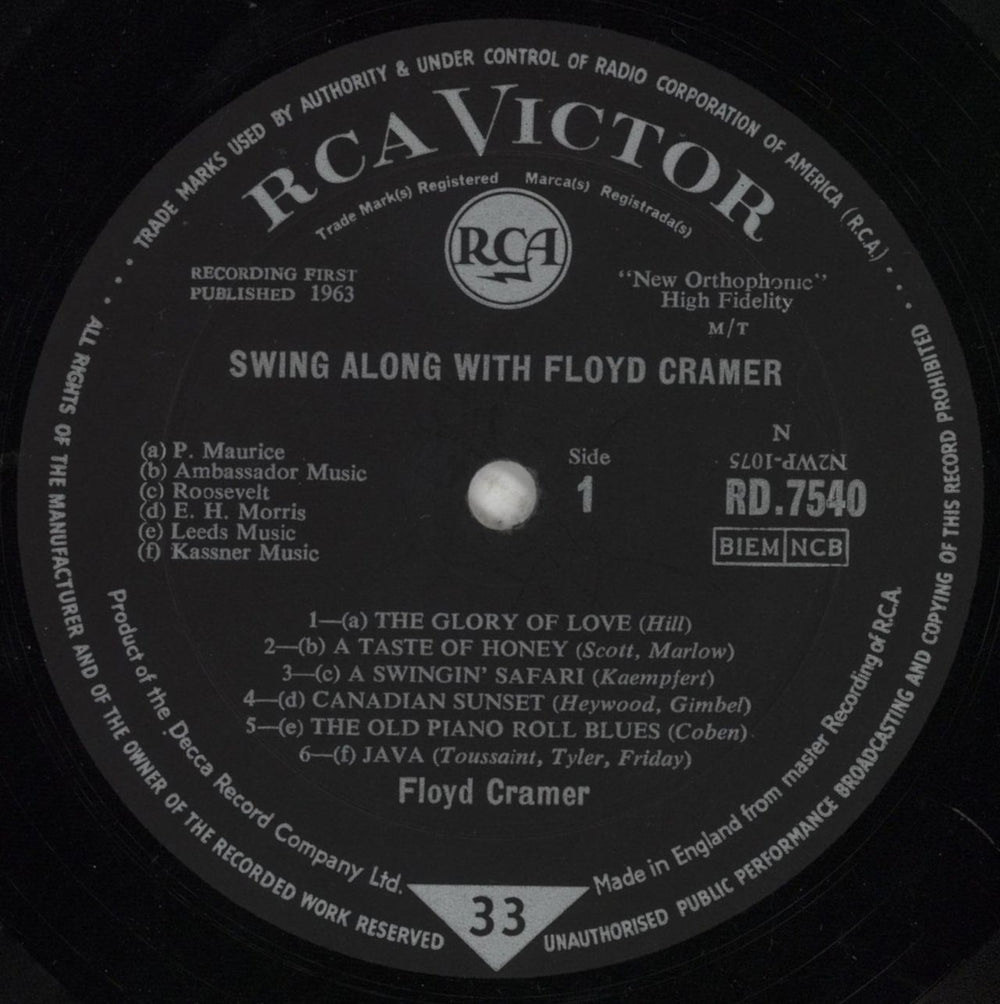 TRADE MARKS USED BY AUTHORITY & UNDER CONTROL OF RADIO CORPORATION OF AMERICA (R.C.A.)
RCA VICTOR
Trade Mark(s) Registered Marca(s) Registrada(s)
RCA
RECORDING FIRST
PUBLISHED 1963
“New Orthophonic”
High Fidelity
M/T
SWING ALONG WITH FLOYD CRAMER
(a) P. Maurice
(b) Ambassador Music
(c) Roosevelt
(d) E. H. Morris
(e) Leeds Music
(f) Kassner Music
Side
1
N
N2WP-1075
RD.7540
BIEM NCB
1—(a) THE GLORY OF LOVE (Hill)
2—(b) A TASTE OF HONEY (Scott, Marlow)
3—(c) A SWINGIN’ SAFARI (Kaempfert)
4—(d) CANADIAN SUNSET (Heywood, Gimbel)
5—(e) THE OLD PIANO ROLL BLUES (Coben)
6—(f) JAVA (Toussaint, Tyler, Friday)
Floyd Cramer
Product of the Decca Record Company Ltd.
Made in England from master Recording of R.C.A.
33
ALL RIGHTS OF THE MANUFACTURER AND OF THE OWNER OF THE RECORDED WORK RESERVED
UNAUTHORISED PUBLIC PERFORMANCE BROADCASTING AND COPYING OF THIS RECORD PROHIBITED